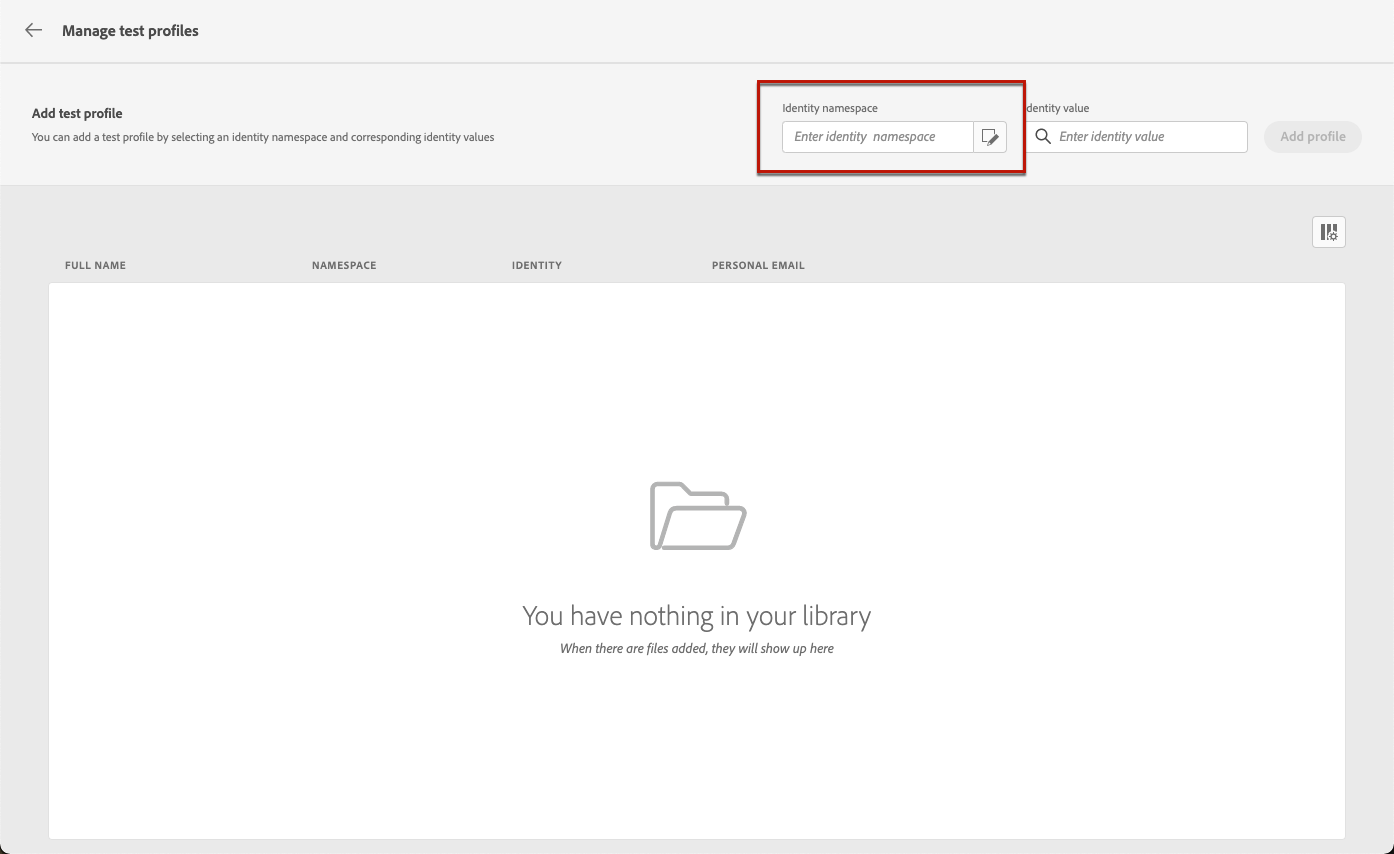 Manage test profiles
Add test profile
You can add a test profile by selecting an identity namespace and corresponding identity values
Identity namespace
Enter identity  namespace
dentity value
Enter identity value
Add profile
FULL NAME
NAMESPACE
IDENTITY
PERSONAL EMAIL
You have nothing in your library
When there are files added, they will show up here